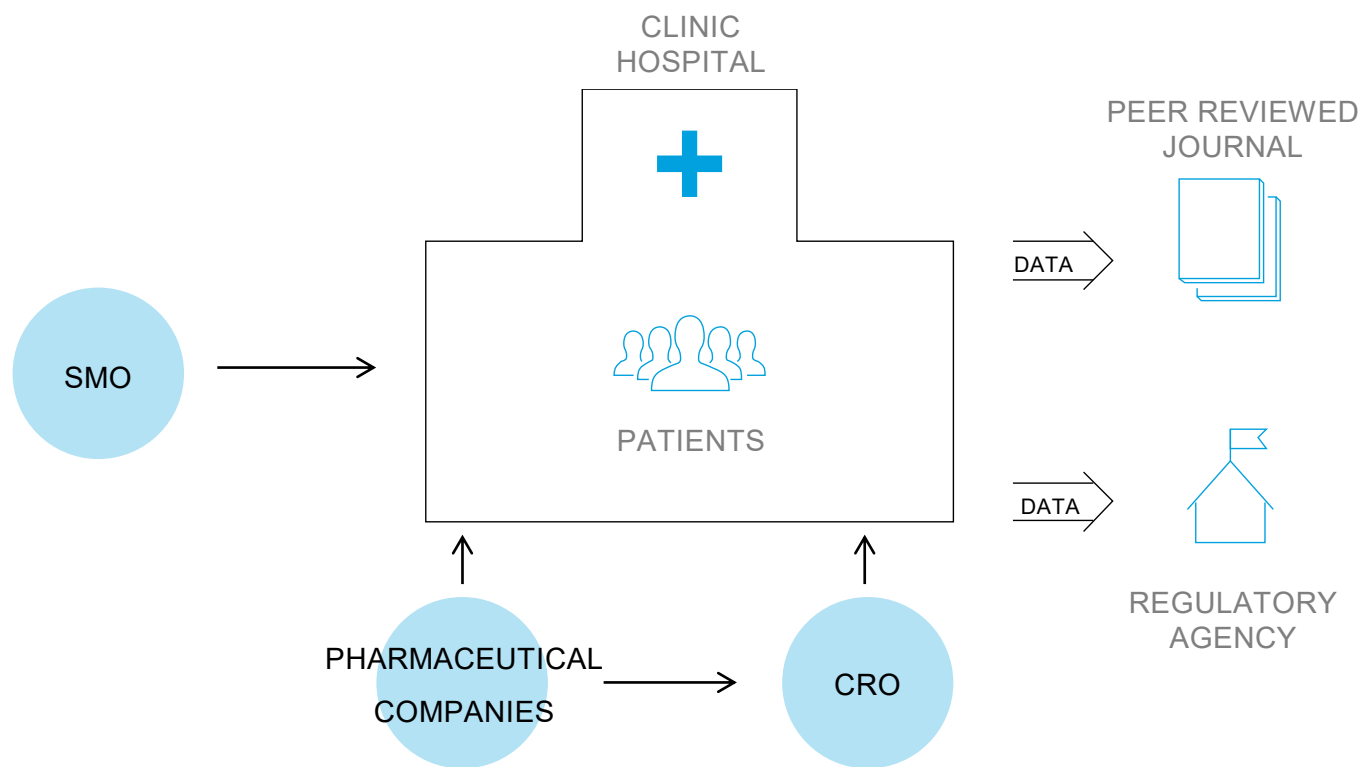 CLINIC
HOSPITAL
PEER REVIEWED
JOURNAL
DATA
SMO
PATIENTS
DATA
REGULATORY
AGENCY
PHARMACEUTICAL
COMPANIES
CRO